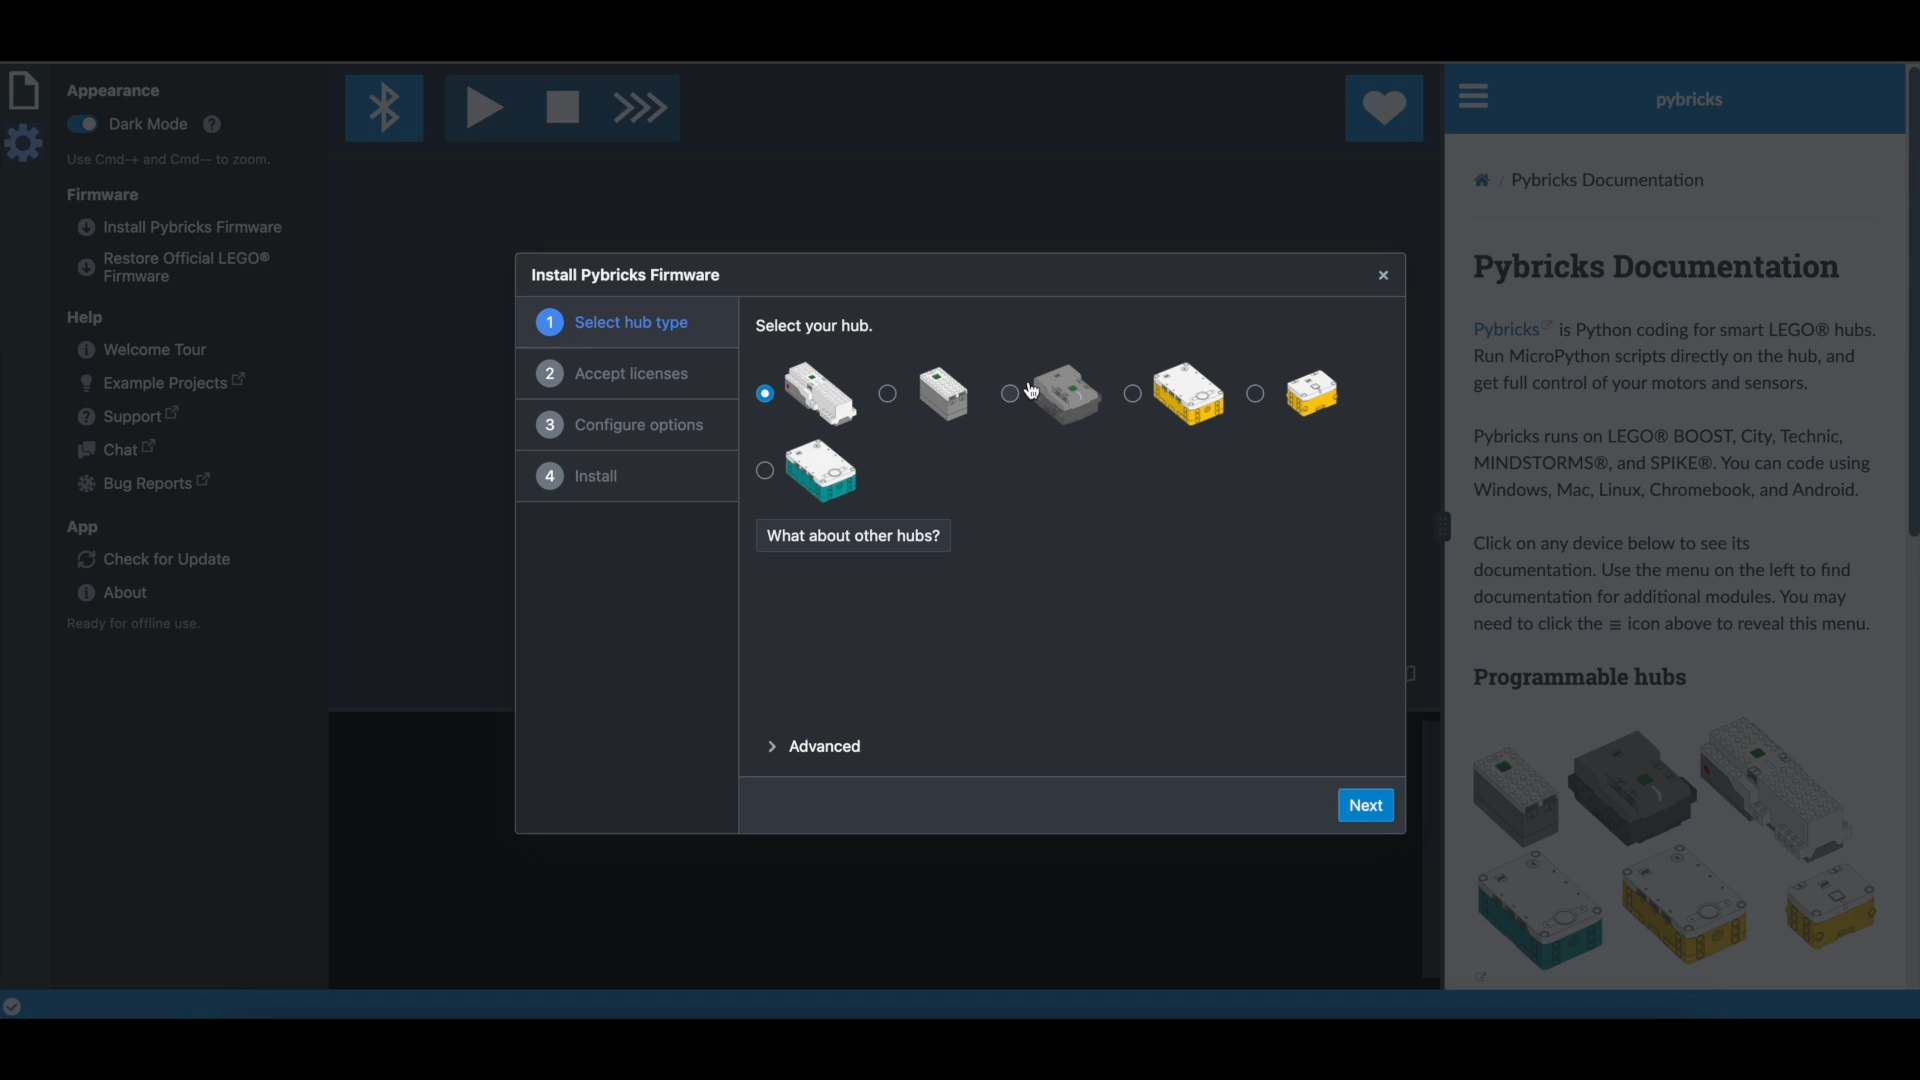 Appearance
Dark Mode
Use Cmd-+ and Cmd-- to zoom.
Firmware
Install Pybricks Firmware
Restore Official LEGO®
Firmware
Help
Welcome Tour
Example Projects
Support
Chat
Bug Reports
App
Check for Update
About
Ready for offline use.
Install Pybricks Firmware
1 Select hub type
2 Accept licenses
3 Configure options
4 Install
Select your hub.
What about other hubs?
Advanced
Next
pybricks
/ Pybricks Documentation
Pybricks Documentation
Pybricks is Python coding for smart LEGO® hubs.
Run MicroPython scripts directly on the hub, and
get full control of your motors and sensors.
Pybricks runs on LEGO® BOOST, City, Technic,
MINDSTORMS®, and SPIKE®. You can code using
Windows, Mac, Linux, Chromebook, and Android.
Click on any device below to see its
documentation. Use the menu on the left to find
documentation for additional modules. You may
need to click the ≡ icon above to reveal this menu.
Programmable hubs